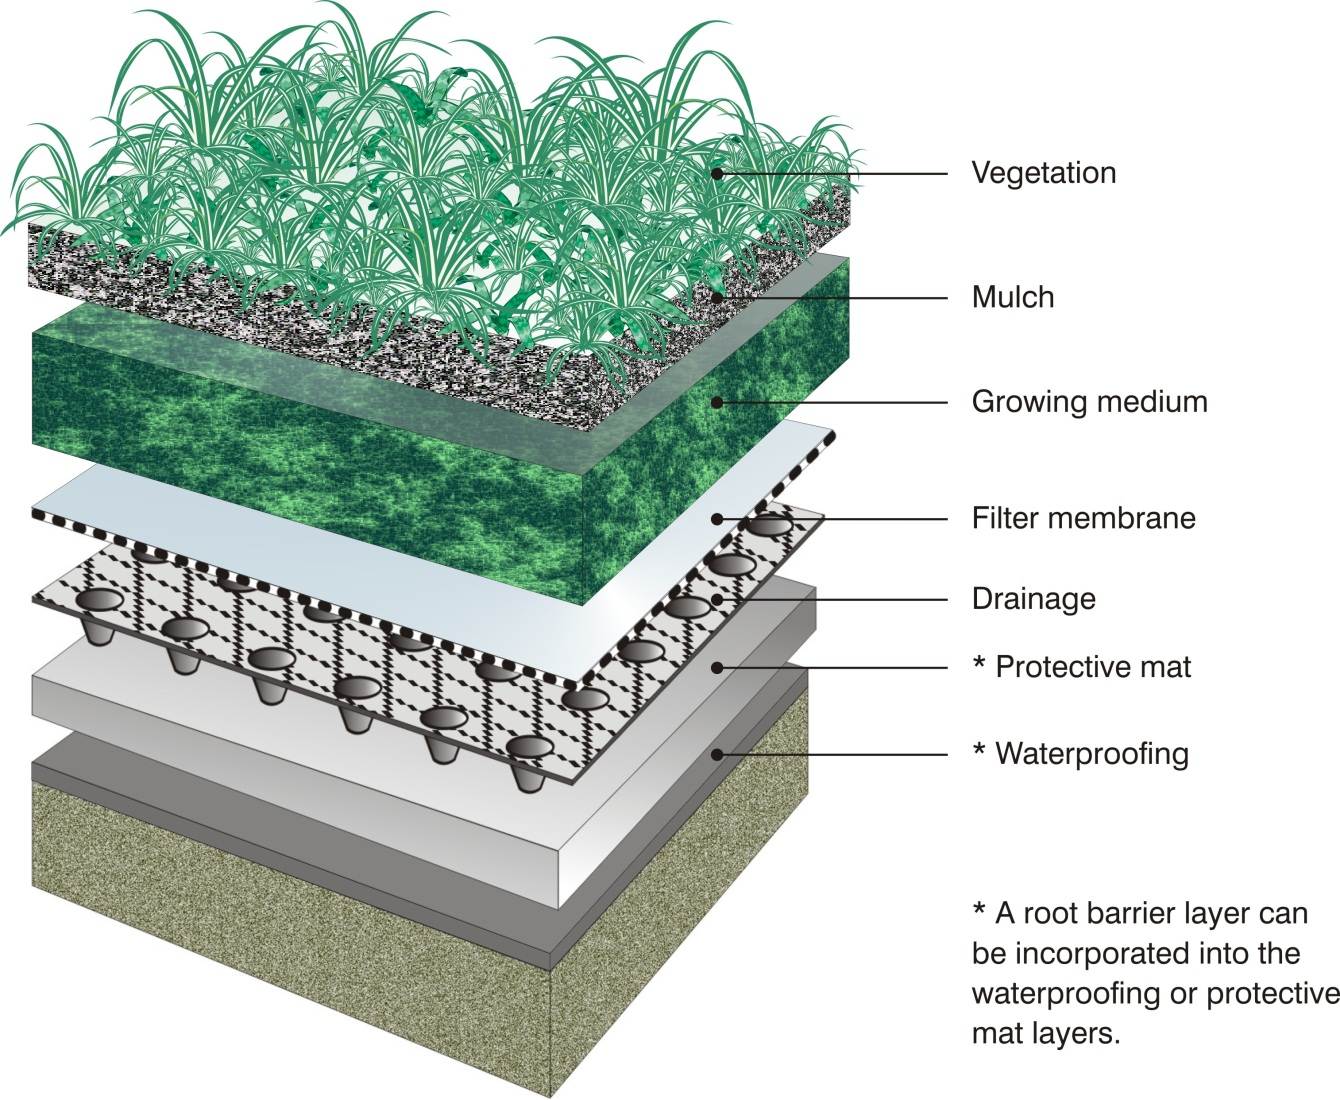 Vegetation
Mulch
Growing medium
Filter membrane
Drainage
* Protective mat
* Waterproofing
* A root barrier layer can
be incorporated into the
waterproofing or protective
mat layers.